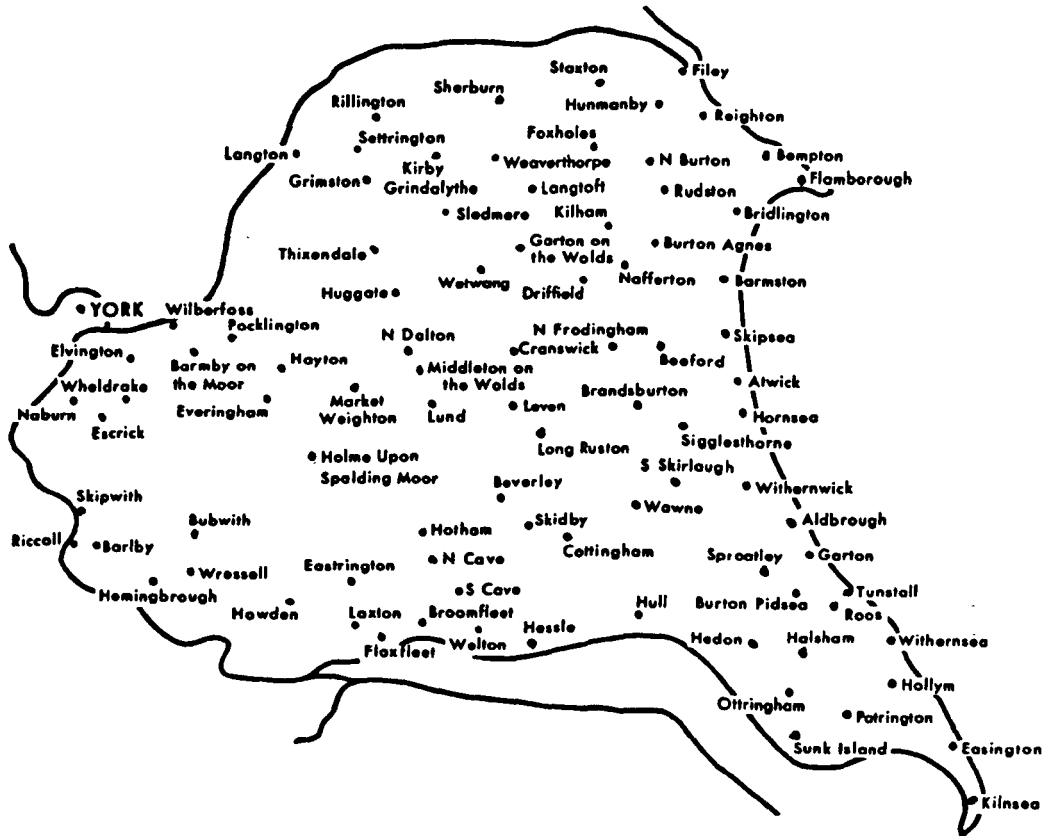 Staxton
Filey
Sherburn
Rillington
Hunmanby
Reighton
Settrington
Foxholes
Langton
Kirby
Grindalythe
Weaverthorpe
N Burton
Bempton
Grimston
Langtoft
Rudston
Flamborough
Sledmere
Kilham
Bridlington
Thixendale
Garton on
the Wolds
Burton Agnes
Wetwang
Nafferton
Huggate
Driffield
Barmston
YORK
Wilberfoss
Pocklington
N Dalton
N Frodingham
Skipsea
Elvington
Barmby on
the Moor
Hayton
Cranswick
Beeford
Middleton on
the Wolds
Wheldrake
Atwick
Brandsburton
Naburn
Everingham
Market
Weighton
Lund
Leven
Hornsea
Escrick
Long Ruston
Sigglesthorne
Holme Upon
Spalding Moor
S Skirlaugh
Beverley
Withernwick
Skipwith
Wawne
Bubwith
Hotham
Skidby
Aldbrough
Riccall
Barlby
Cottingham
N Cave
Sproatley
Garton
Wressell
Eastrington
S Cave
Hemingbrough
Howden
Laxton
Broomfleet
Hull
Burton Pidsea
Tunstall
Roos
Flaxfleet
Welton
Hessle
Hedon
Halsham
Withernsea
Hollym
Ottringham
Patrington
Sunk Island
Easington
Kilnsea